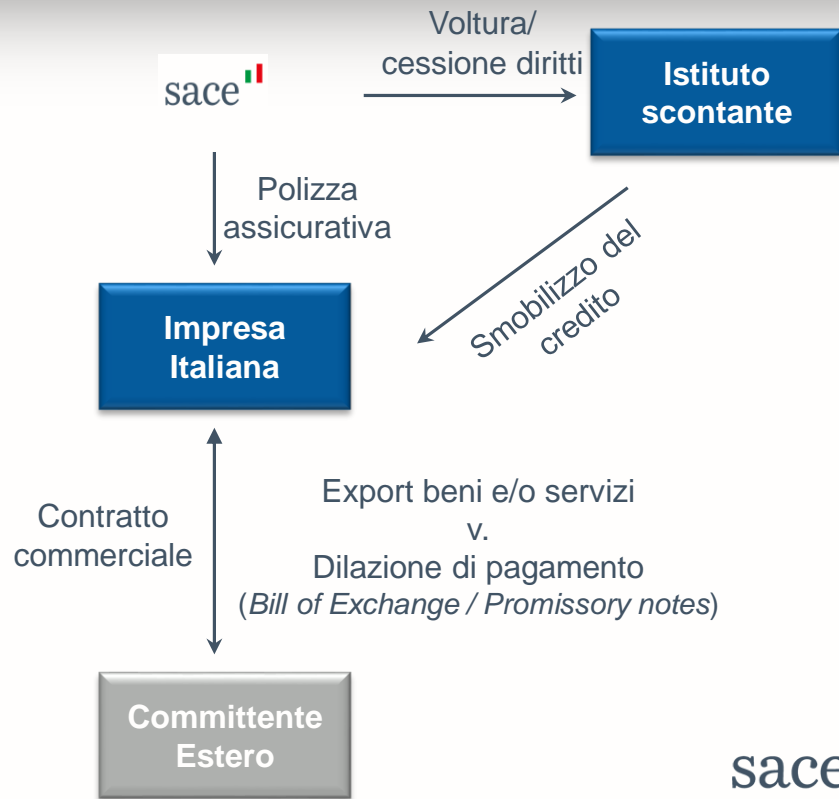 Voltura/
cessione diritti
sace
Istituto
scontante
Polizza
assicurativa
Smobilizzo del
credito
Impresa
Italiana
Contratto
commerciale
Export beni e/o servizi
v.
Dilazione di pagamento
(Bill of Exchange / Promissory notes)
Committente
Estero
sace